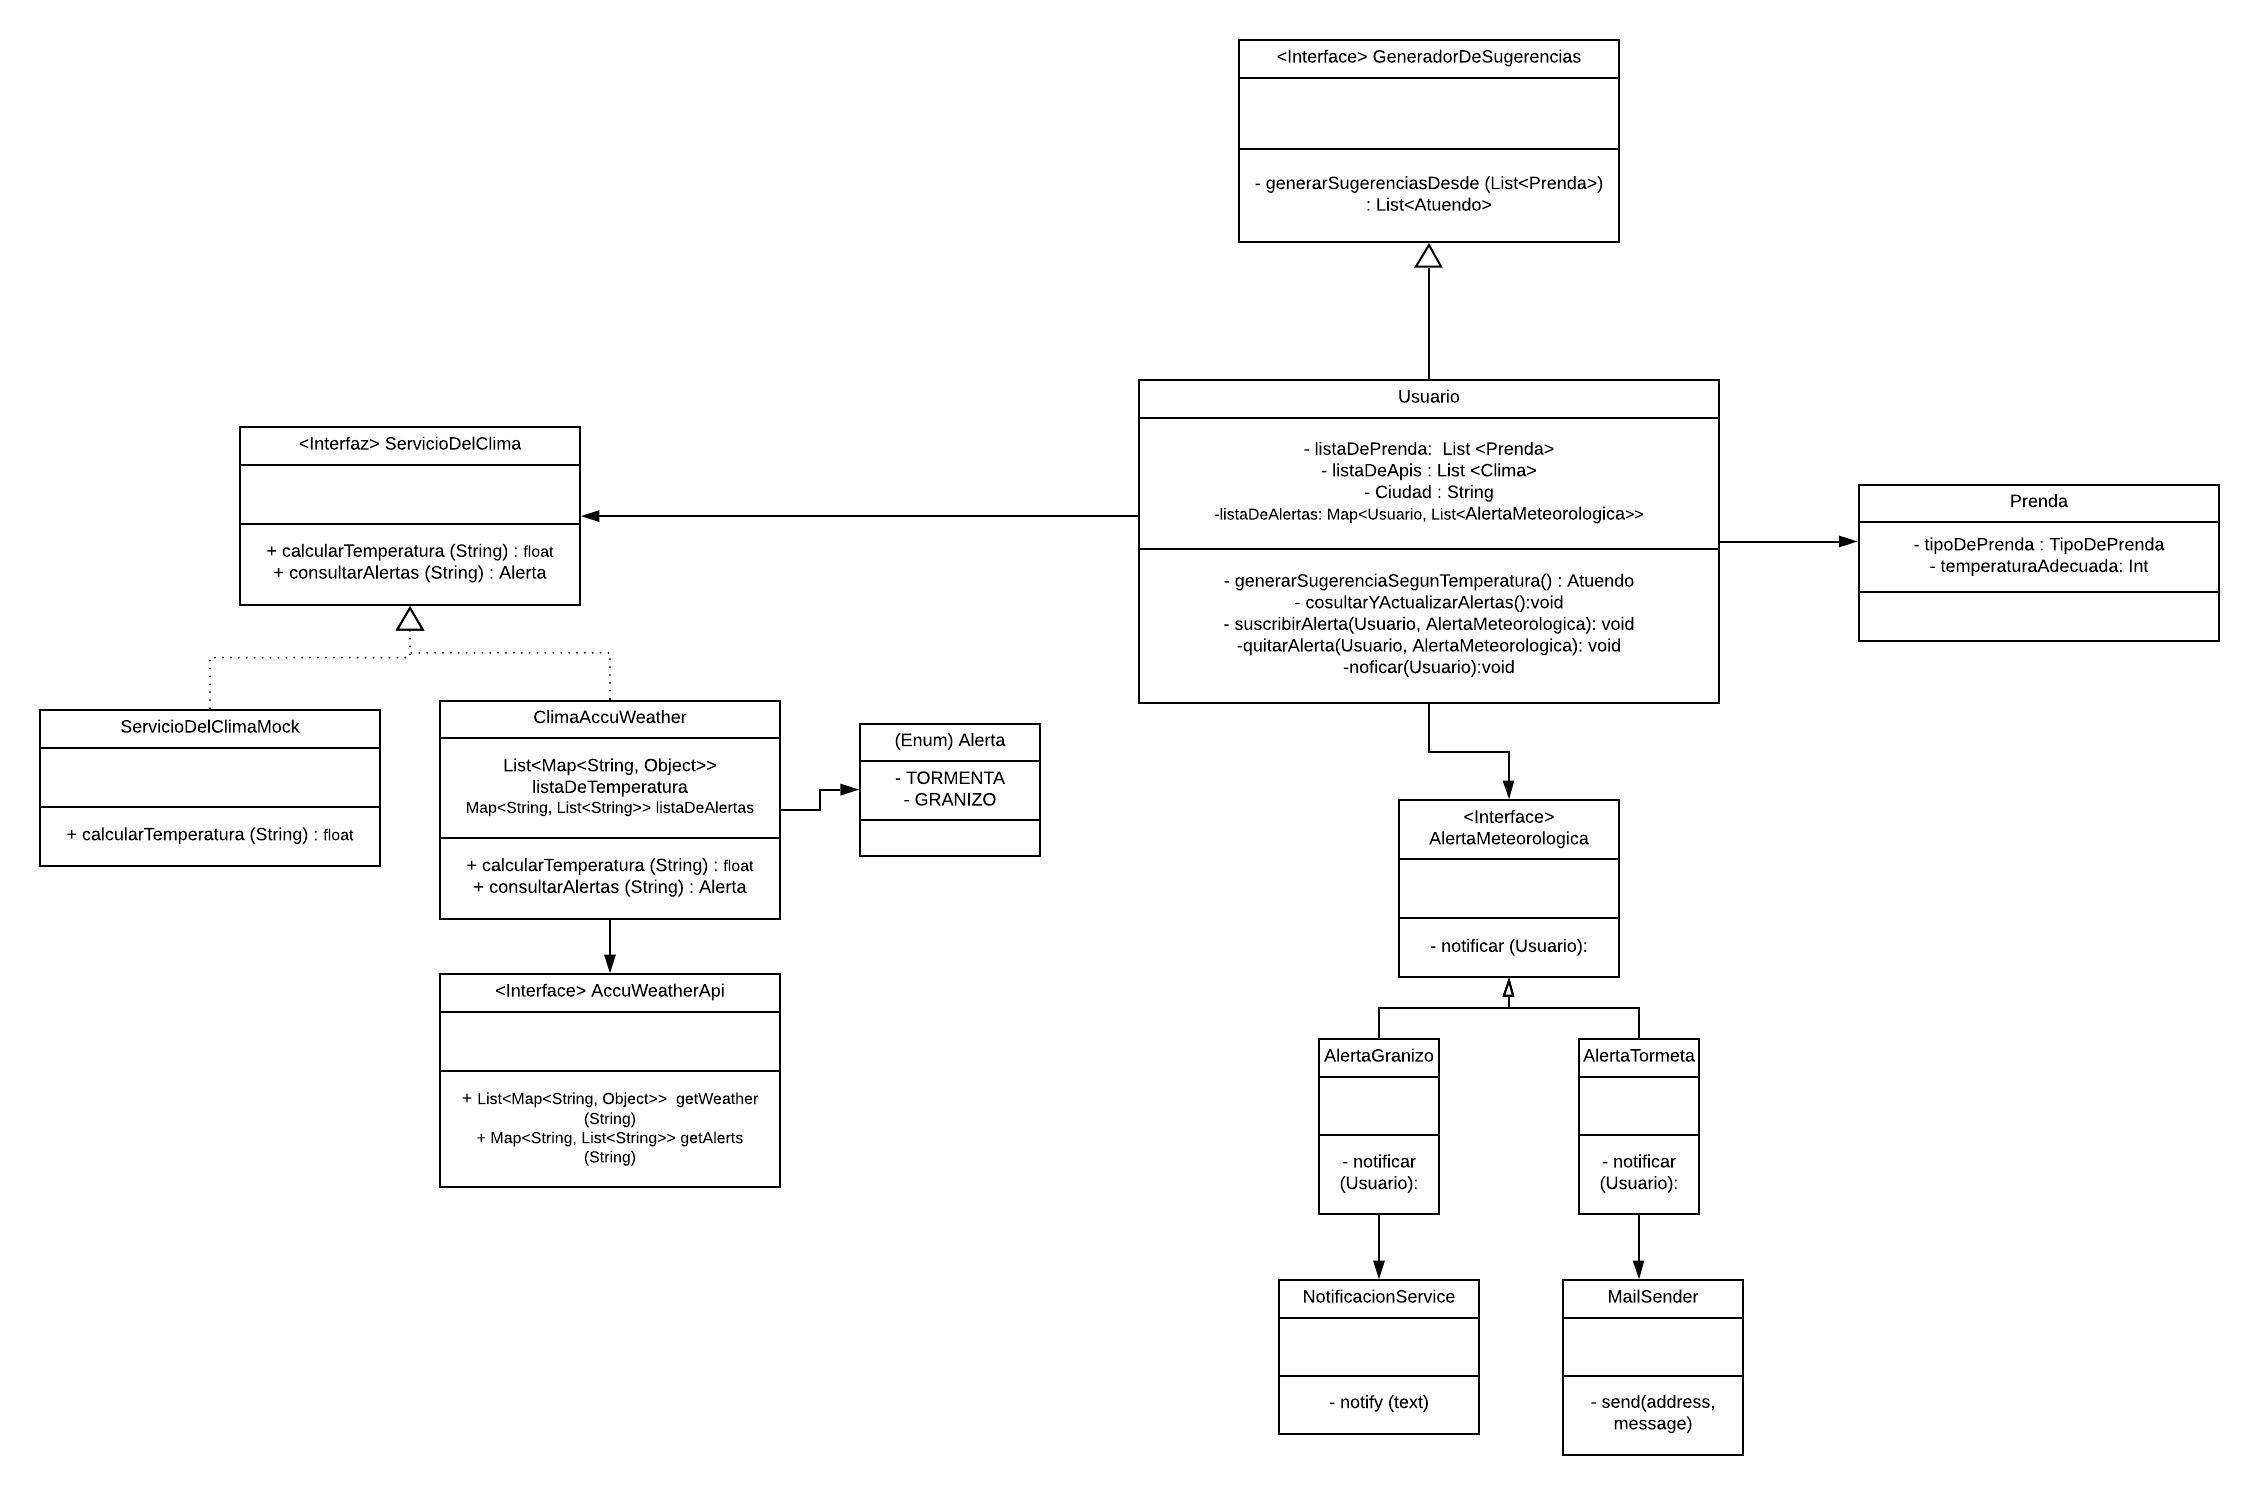 <Interface> GeneradorDeSugerencias
- generarSugerenciasDesde (List<Prenda>)
: List<Atuendo>
Usuario
- listaDePrenda:  List <Prenda>
- listaDeApis : List <Clima>
- Ciudad : String
-listaDeAlertas: Map<Usuario, List<AlertaMeteorologica>>
- generarSugerenciaSegunTemperatura() : Atuendo
- cosultarYActualizarAlertas():void
- suscribirAlerta(Usuario, AlertaMeteorologica): void
-quitarAlerta(Usuario, AlertaMeteorologica): void
-noficar(Usuario):void
<Interfaz> ServicioDelClima
+ calcularTemperatura (String) : float
+ consultarAlertas (String) : Alerta
Prenda
- tipoDePrenda : TipoDePrenda
- temperaturaAdecuada: Int
ServicioDelClimaMock
+ calcularTemperatura (String) : float
ClimaAccuWeather
List<Map<String, Object>>
listaDeTemperatura
Map<String, List<String>> listaDeAlertas
+ calcularTemperatura (String) : float
+ consultarAlertas (String) : Alerta
(Enum) Alerta
- TORMENTA
- GRANIZO
<Interface>
AlertaMeteorologica
- notificar (Usuario):
<Interface> AccuWeatherApi
+ List<Map<String, Object>>  getWeather
(String)
+ Map<String, List<String>> getAlerts
(String)
AlertaGranizo
- notificar
(Usuario):
AlertaTormeta
- notificar
(Usuario):
NotificacionService
- notify (text)
MailSender
- send(address,
message)